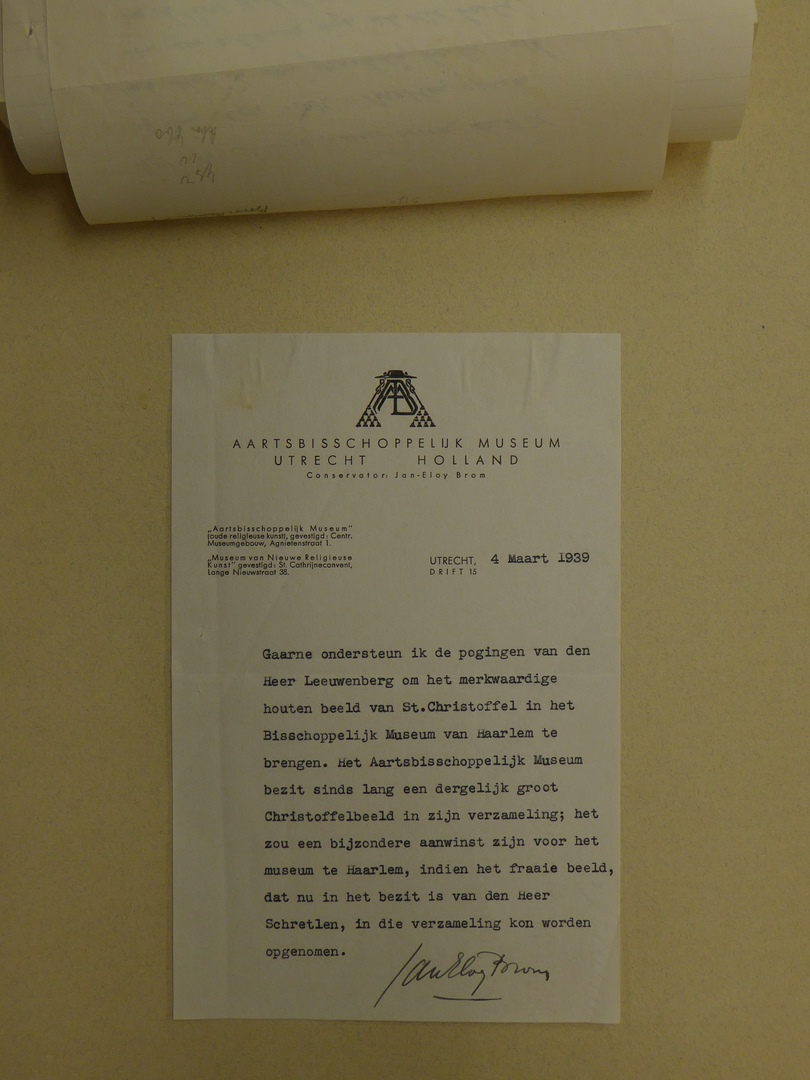 AARTSBISSCHOPPELIJK MUSEUM
UTRECHT HOLLAND
Conservator: Jan-Eloy Brom
„Aartsbisschoppelijk Museum"
(oude religieuse kunst), gevestigd: Centr.
Museumgebouw, Agnietenstraat 1.
„Museum van Nieuwe Religieuse
Kunst" gevestigd: St. Cathrijneconvent,
Lange Nieuwstraat 38.
UTRECHT, 4 Maart 1939
DRIFT 15
Gaarne ondersteun ik de pogingen van den
Heer Leeuwenberg om het merkwaardige
houten beeld van St.Christoffel in het
Bisschoppelijk Museum van Haarlem te
brengen. Het Aartsbisschoppelijk Museum
bezit sinds lang een dergelijk groot
Christoffelbeeld in zijn verzameling; het
zou een bijzondere aanwinst zijn voor het
museum te Haarlem, indien het fraaie beeld,
dat nu in het bezit is van den Heer
Schretlen, in die verzameling kon worden
opgenomen.
Jan Eloy Brom